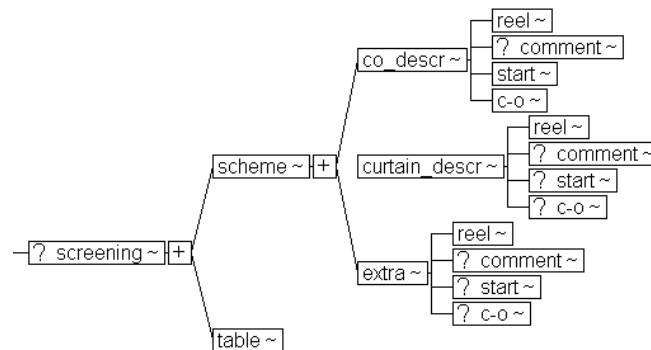 reel ~
? comment ~
co_descr ~
start ~
c-o ~
reel ~
? comment ~
scheme ~ +
curtain_descr ~
? start ~
? c-o ~
reel ~
? screening ~ +
? comment ~
extra ~
? start ~
? c-o ~
table ~